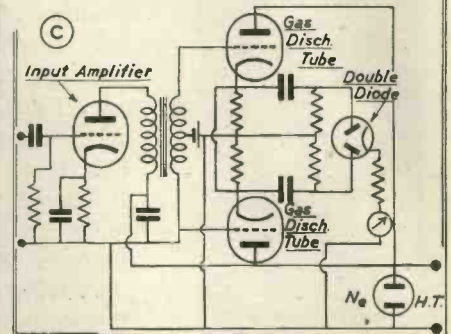 C
Gas
Disch.
Tube
Input Amplifier
Double
Diode
Gas
Disch.
Tube
Ne
H.T.